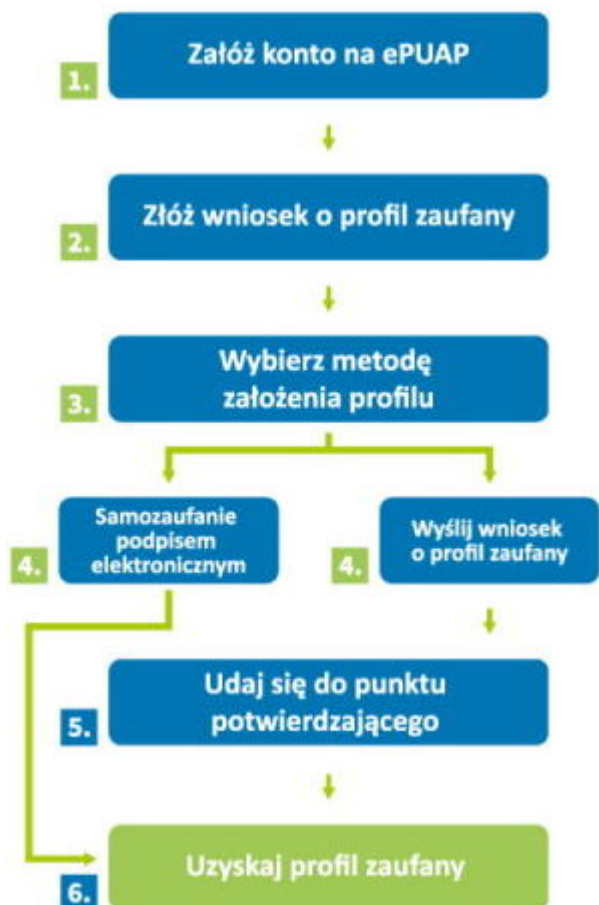 Załóż konto na ePUAP
1.
Złóż wniosek o profil zaufany
2.
Wybierz metodę
założenia profilu
3.
Samozaufanie
podpisem
elektronicznym
4.
Wyślij wniosek
o profil zaufany
4.
Udaj się do punktu
potwierdzającego
5.
Uzyskaj profil zaufany
6.